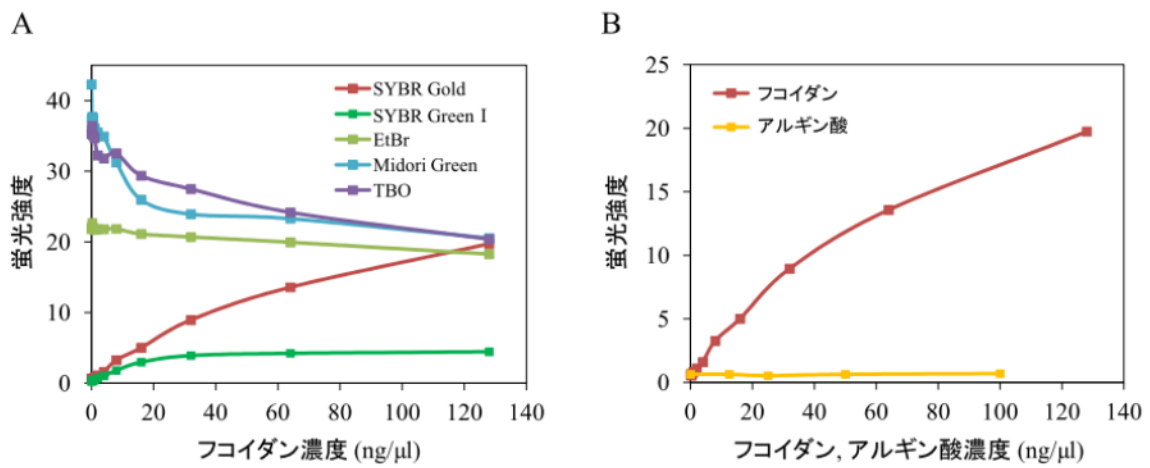 A
40
30
20
10
0
蛍光強度
SYBR Gold
SYBR Green I
EtBr
Midori Green
TBO
0 20 40 60 80 100 120 140
フコイダン濃度 (ng/μl)
B
25
20
15
10
5
0
蛍光強度
フコイダン
アルギン酸
0 20 40 60 80 100 120 140
フコイダン, アルギン酸濃度 (ng/μl)